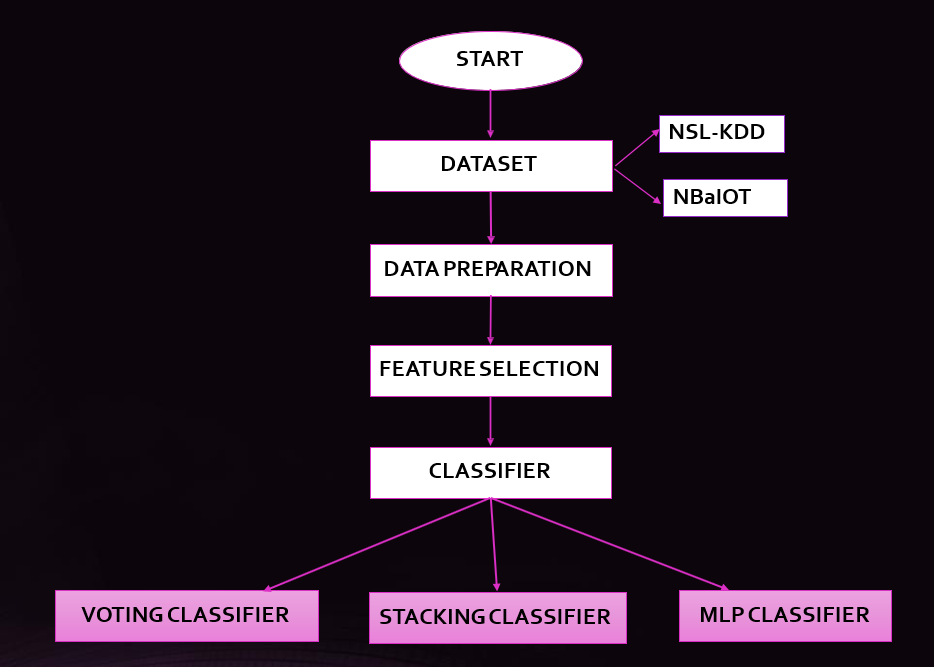 START
DATASET
NSL-KDD
NBaIOT
DATA PREPARATION
FEATURE SELECTION
CLASSIFIER
VOTING CLASSIFIER
STACKING CLASSIFIER
MLP CLASSIFIER